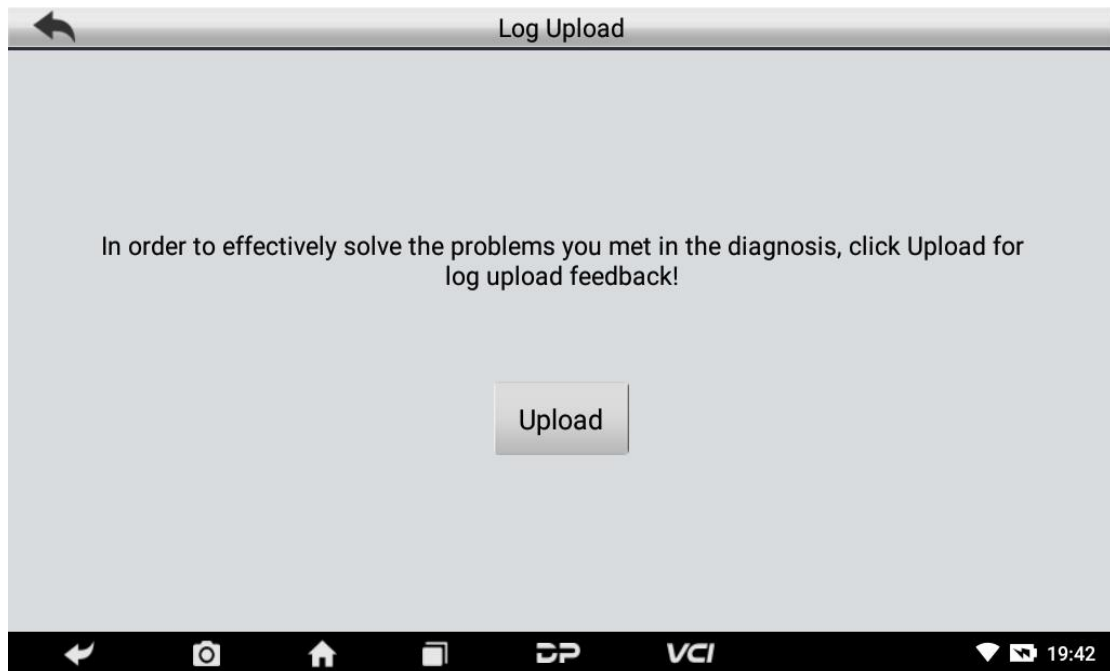 Log Upload
In order to effectively solve the problems you met in the diagnosis, click Upload for
log upload feedback!
Upload
DP VCI 19:42